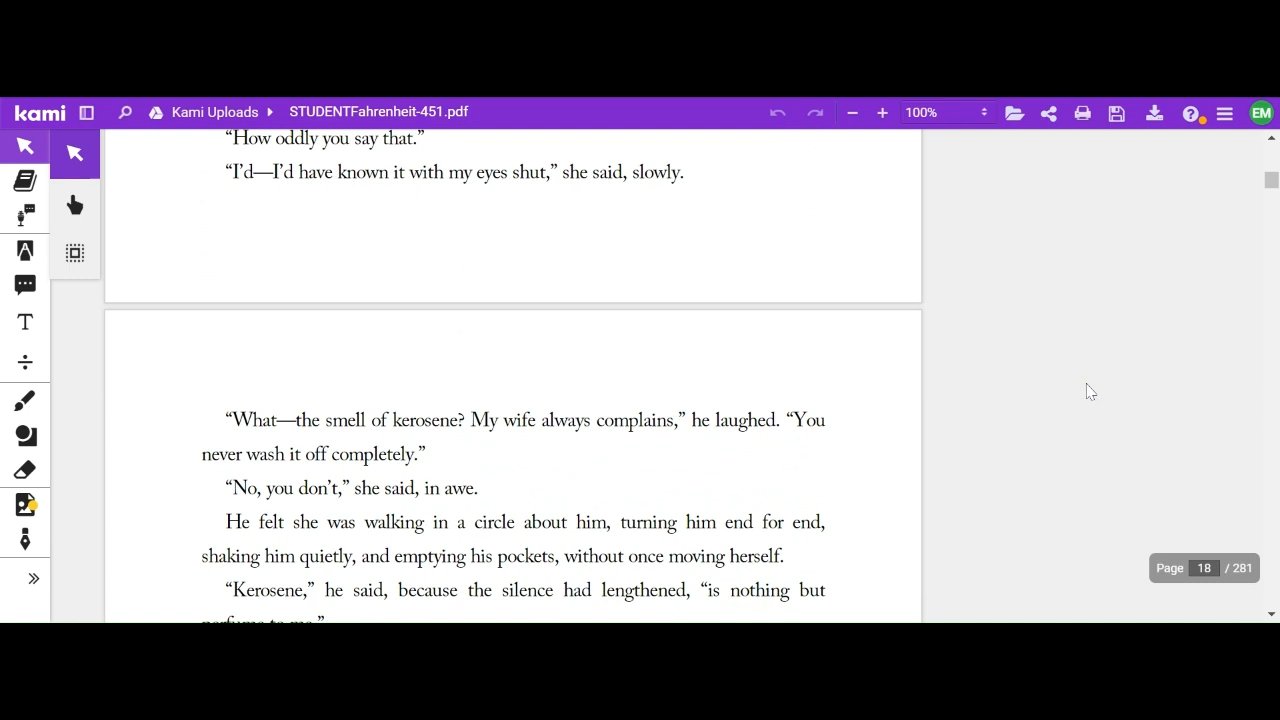 kami Kami Uploads STUDENTFahrenheit-451.pdf 100% EM
“How oddly you say that.”
“I’d—I’d have known it with my eyes shut,” she said, slowly.
“What—the smell of kerosene? My wife always complains,” he laughed. “You
never wash it off completely.”
“No, you don’t,” she said, in awe.
He felt she was walking in a circle about him, turning him end for end,
shaking him quietly, and emptying his pockets, without once moving herself.
Page 18 / 281
“Kerosene,” he said, because the silence had lengthened, “is nothing but
perfume to me.”